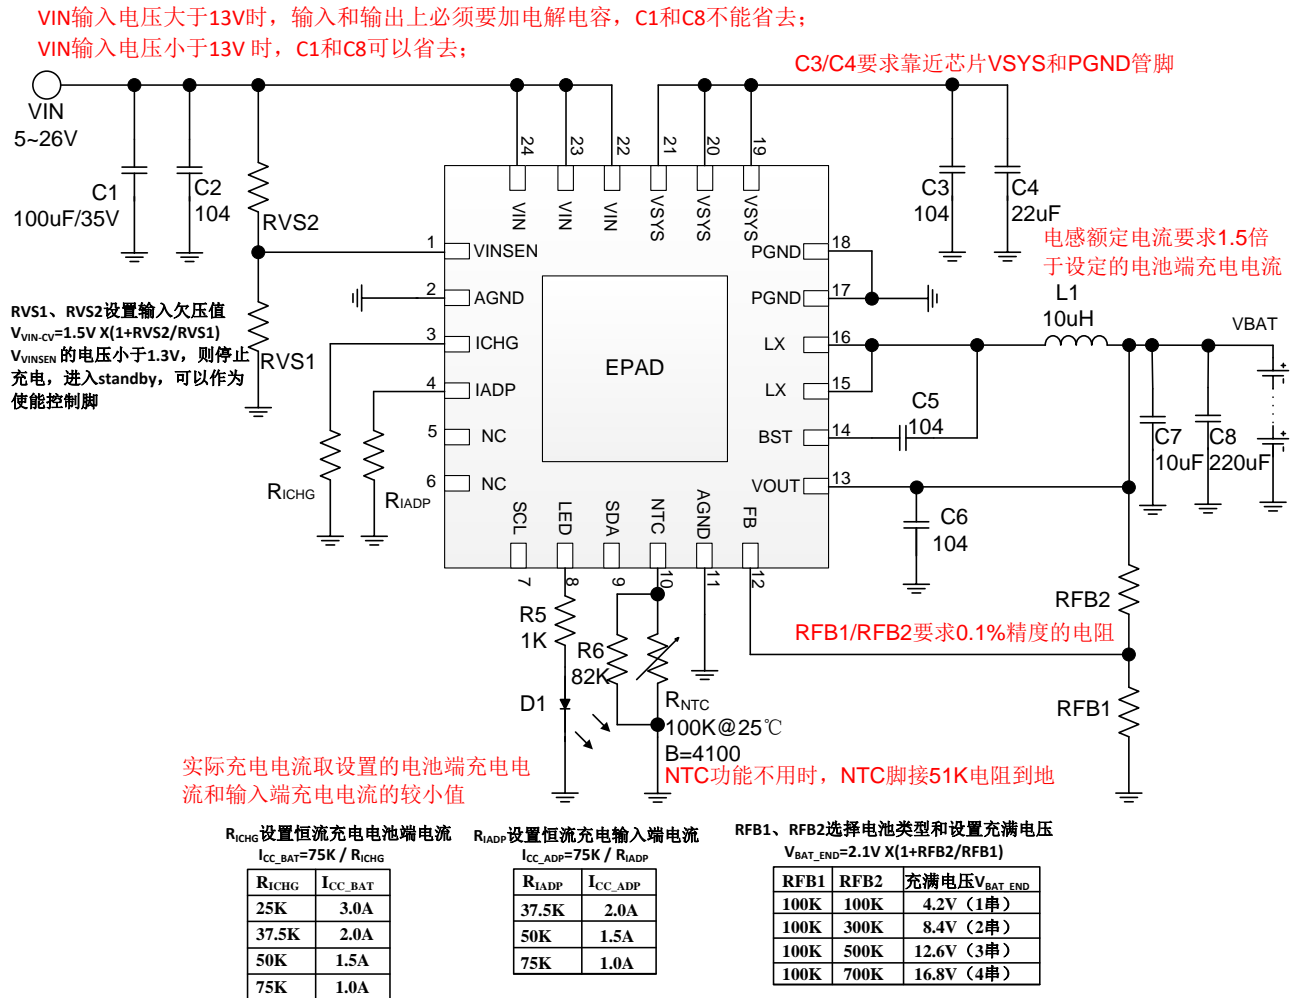 VIN输入电压大于13V时，输入和输出上必须要加电解电容，C1和C8不能省去；
VIN输入电压小于13V 时，C1和C8可以省去；
C3/C4要求靠近芯片VSYS和PGND管脚
VIN
5~26V
C1
100uF/35V
C2
104
RVS2
24
23
22
21
20
19
VIN
VIN
VIN
VSYS
VSYS
VSYS
C3
104
C4
22uF
电感额定电流要求1.5倍
于设定的电池端充电电流
1
VINSEN
2
AGND
3
ICHG
4
IADP
5
NC
6
NC
EPAD
PGND
18
PGND
17
LX
16
LX
15
BST
14
VOUT
13
L1
10uH
VBAT
RVS1、RVS2设置输入欠压值
VVIN-CV=1.5V X(1+RVS2/RVS1)
VVINSEN 的电压小于1.3V，则停止
充电，进入standby，可以作为
使能控制脚
RVS1
RICHG
RIADP
C5
104
C7
10uF
C8
220uF
C6
104
SCL
LED
SDA
NTC
AGND
FB
7
8
9
10
11
12
R5
1K
R6
82K
D1
RNTC
100K@25℃
B=4100
RFB2
RFB1/RFB2要求0.1%精度的电阻
RFB1
NTC功能不用时，NTC脚接51K电阻到地
实际充电电流取设置的电池端充电电
流和输入端充电电流的较小值
RICHG设置恒流充电电池端电流
ICC_BAT=75K / RICHG
RICHG ICC_BAT
25K 3.0A
37.5K 2.0A
50K 1.5A
75K 1.0A
RIADP设置恒流充电输入端电流
ICC_ADP=75K / RIADP
RIADP ICC_ADP
37.5K 2.0A
50K 1.5A
75K 1.0A
RFB1、RFB2选择电池类型和设置充满电压
VBAT_END=2.1V X(1+RFB2/RFB1)
RFB1 RFB2 充满电压VBAT_END
100K 100K 4.2V（1串）
100K 300K 8.4V（2串）
100K 500K 12.6V（3串）
100K 700K 16.8V（4串）